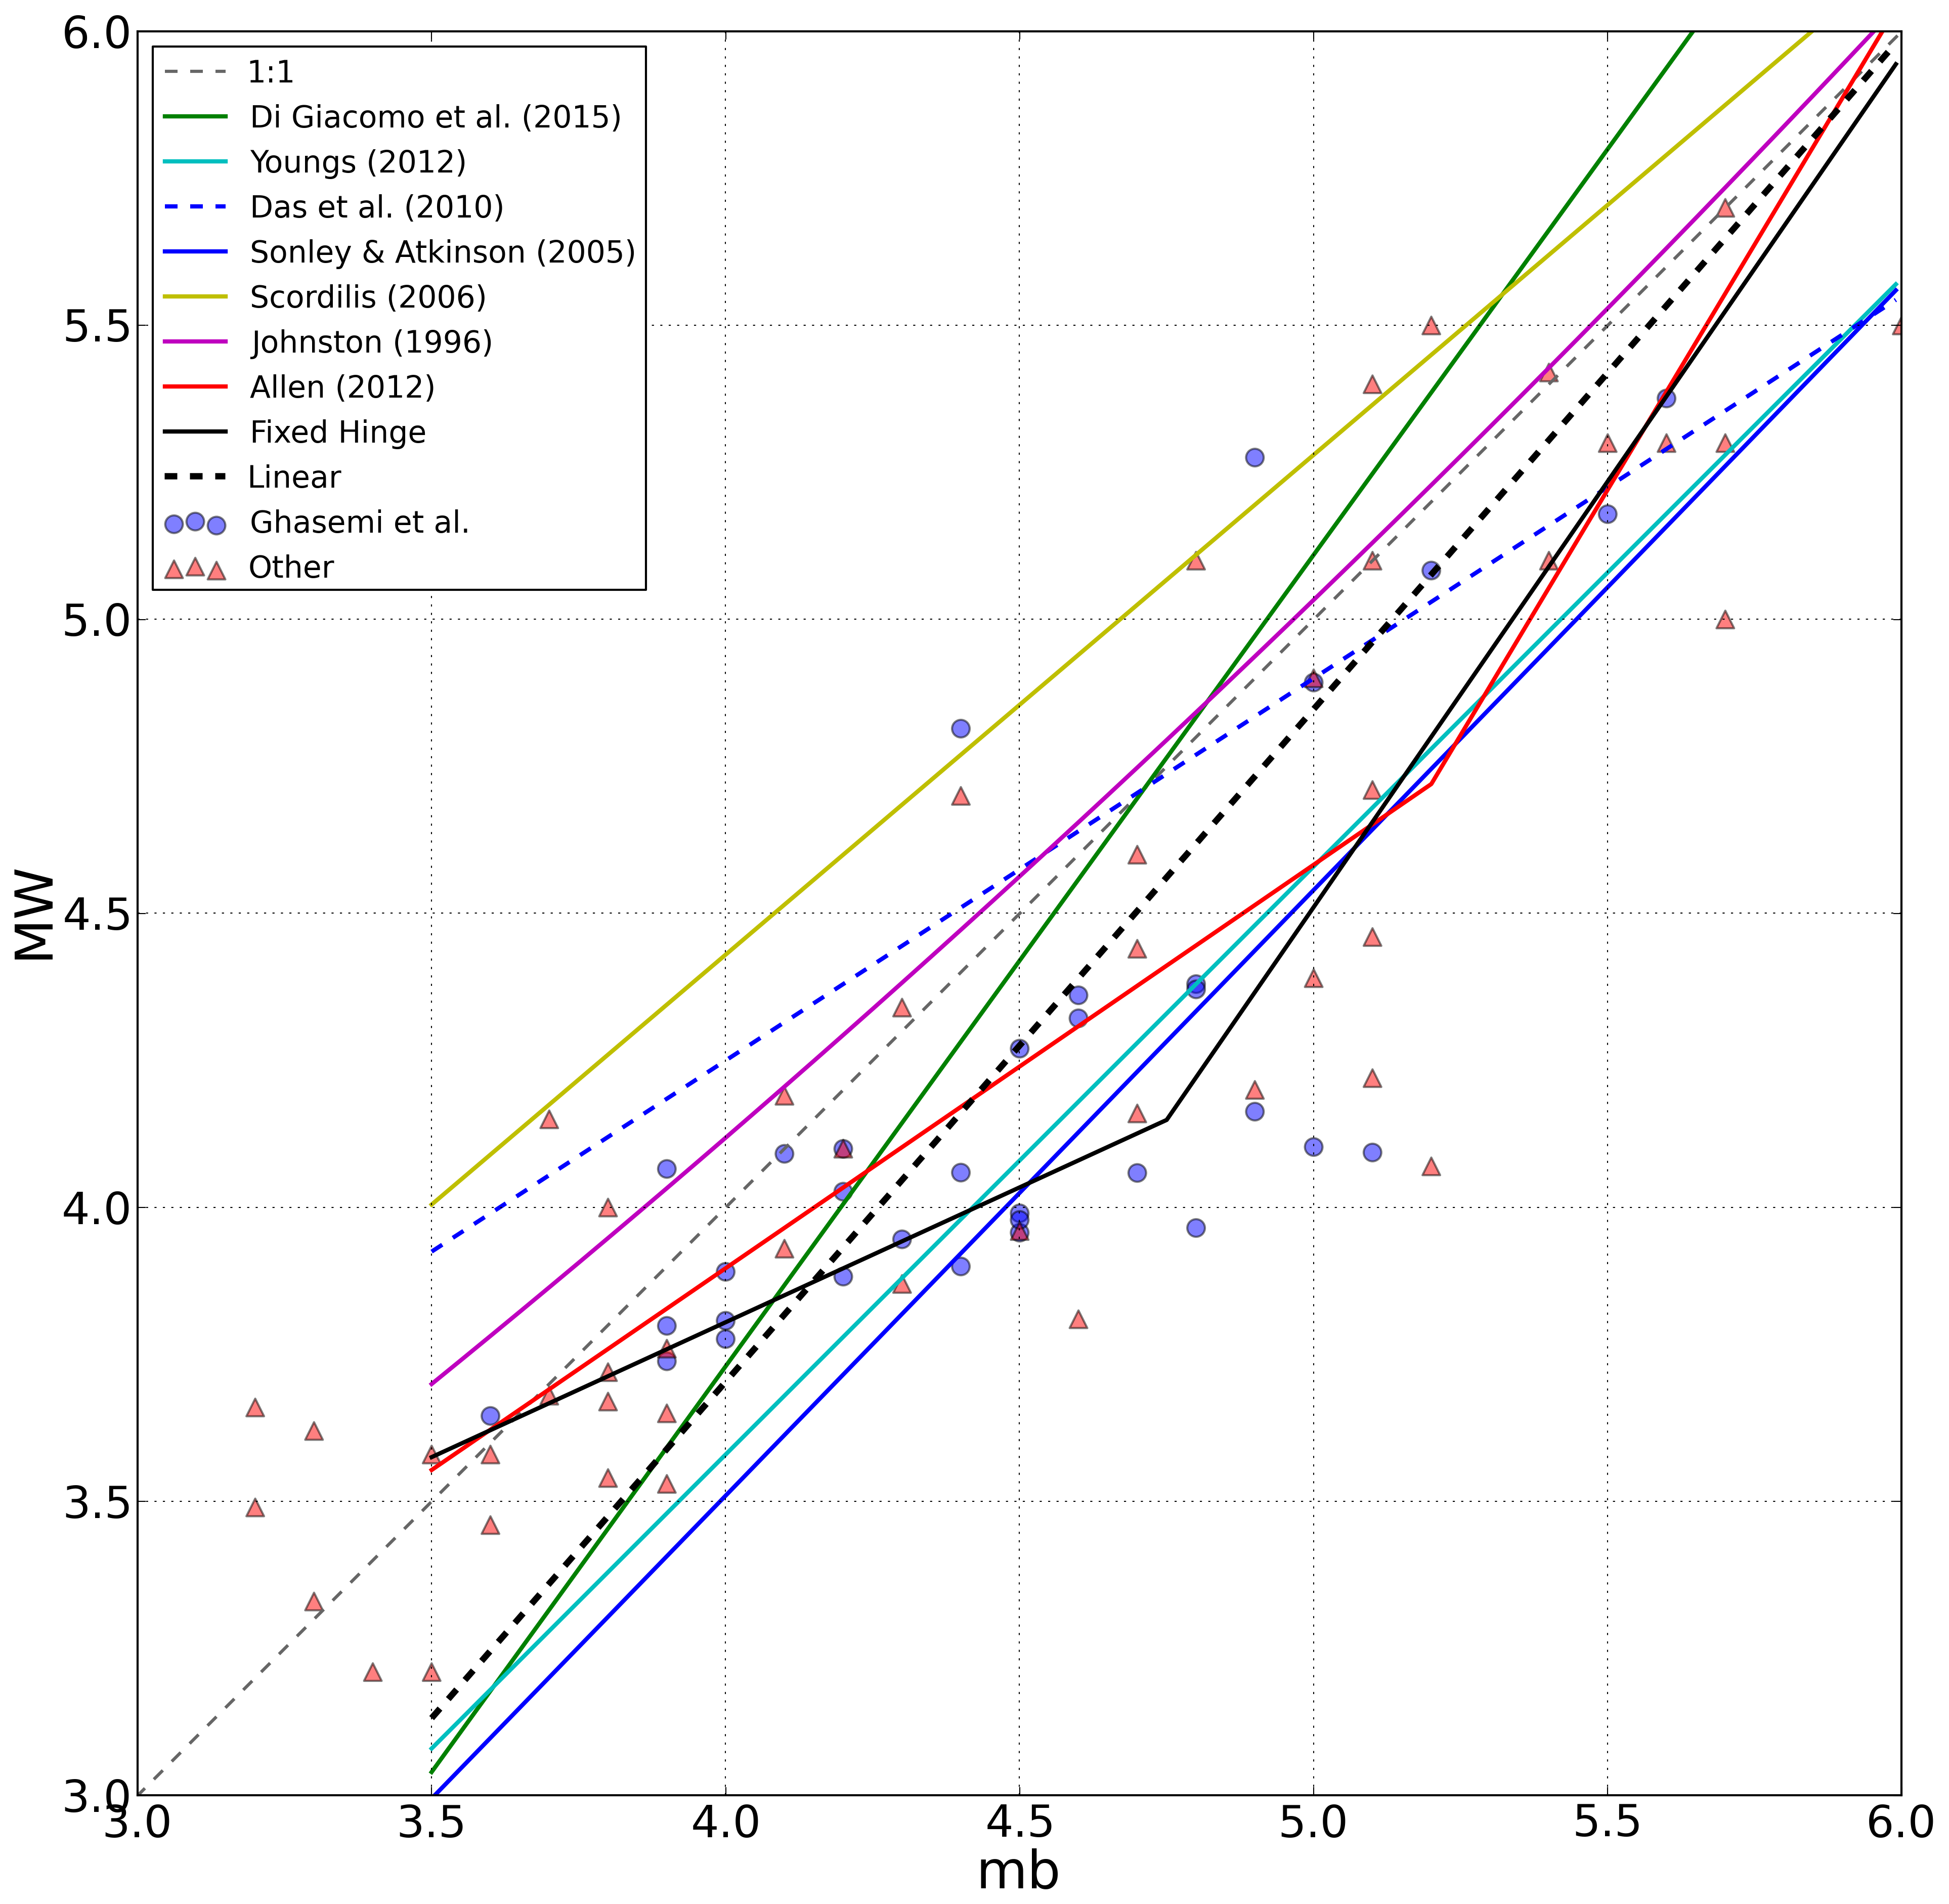 6.0
1:1
Di Giacomo et al. (2015)
Youngs (2012)
Das et al. (2010)
Sonley & Atkinson (2005)
Scordilis (2006)
Johnston (1996)
Allen (2012)
Fixed Hinge
Linear
Ghasemi et al.
Other
5.5
5.0
4.5
4.0
3.5
3.0
MW
3.0 3.5 4.0 4.5 5.0 5.5 6.0
mb